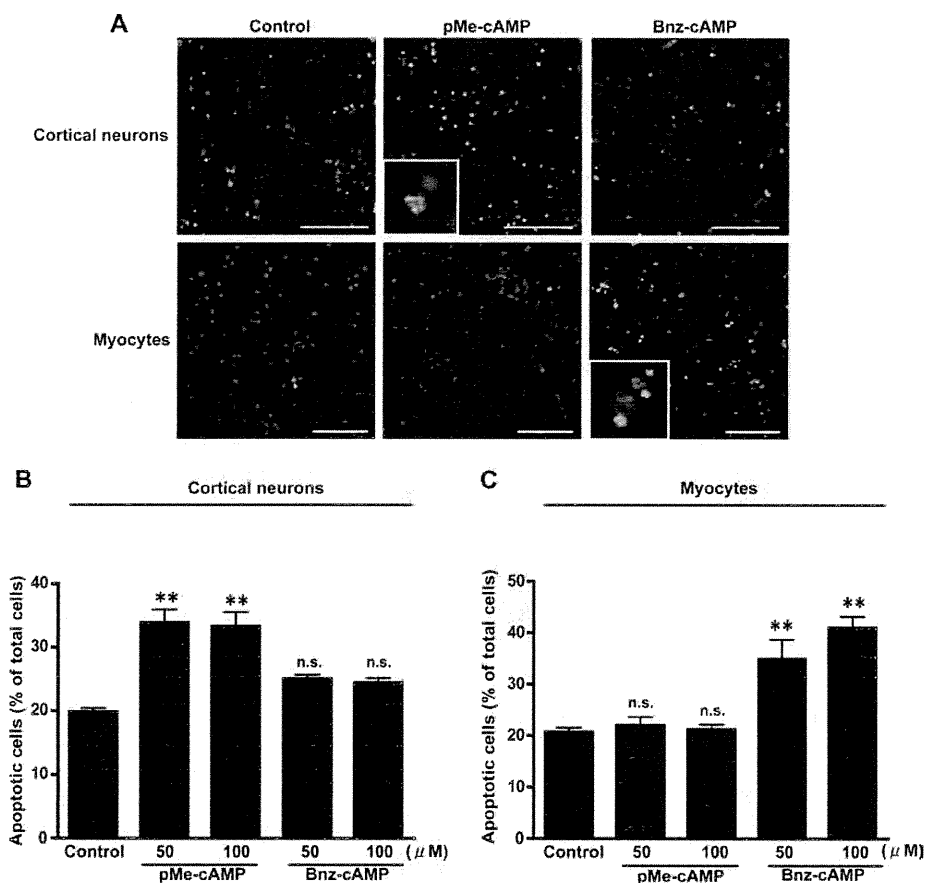 A
Control
pMe-cAMP
Bnz-cAMP
Cortical neurons
Myocytes
B
Cortical neurons
Apoptotic cells (% of total cells)
40
30
20
10
0
**
**
n.s.
n.s.
Control
50
100
50
100
(μM)
pMe-cAMP
Bnz-cAMP
C
Myocytes
Apoptotic cells (% of total cells)
50
40
30
20
10
0
n.s.
n.s.
**
**
Control
50
100
50
100
(μM)
pMe-cAMP
Bnz-cAMP